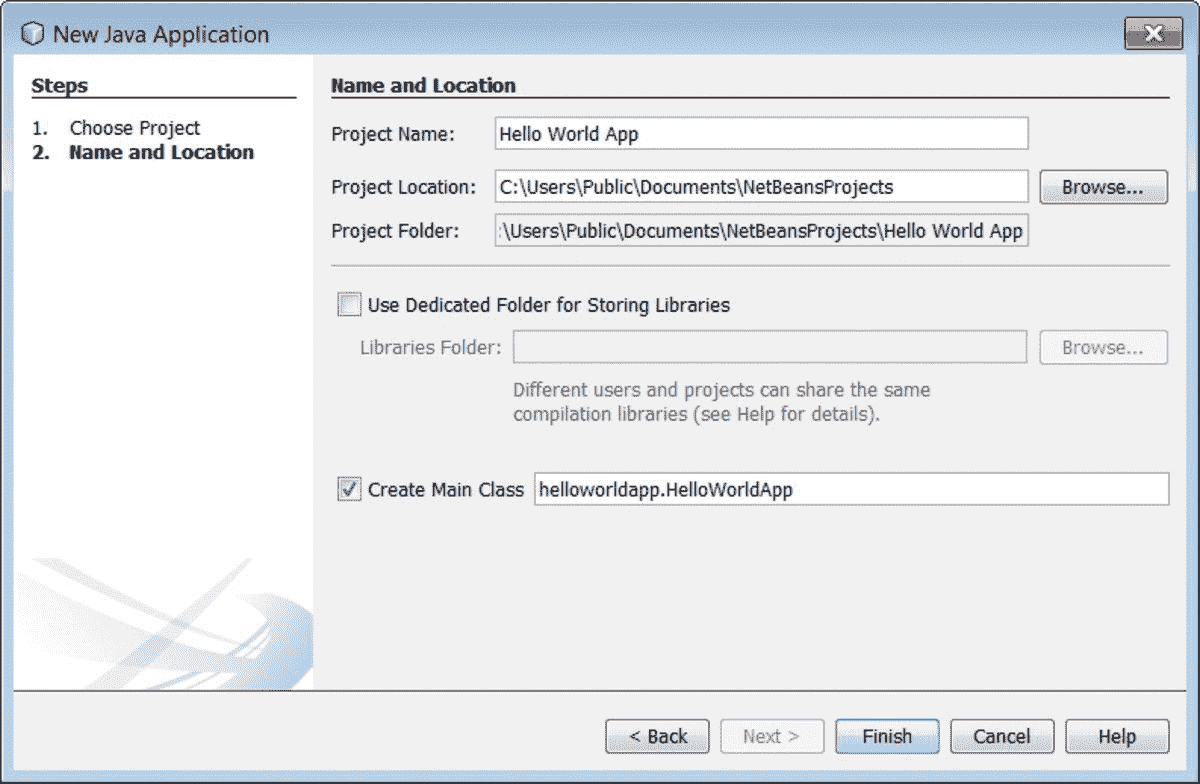 New Java Application
Steps
1. Choose Project
2. Name and Location
Name and Location
Project Name: Hello World App
Project Location: C:\Users\Public\Documents\NetBeansProjects Browse...
Project Folder: :\Users\Public\Documents\NetBeansProjects\Hello World App
Use Dedicated Folder for Storing Libraries
Libraries Folder: Browse...
Different users and projects can share the same
compilation libraries (see Help for details).
Create Main Class helloworldapp.HelloWorldApp
< Back Next > Finish Cancel Help